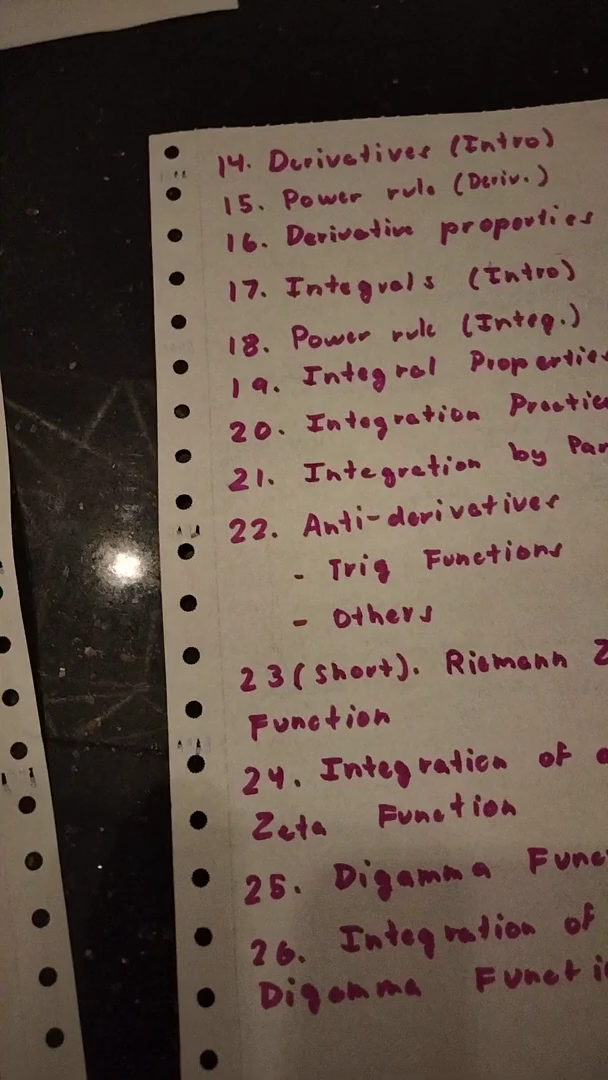 14. Derivatives (Intro)
15. Power rule (Deriv.)
16. Derivative properties
17. Integrals (Intro)
18. Power rule (Integ.)
19. Integral Propertie
20. Integration Practice
21. Integration by Par
22. Anti-derivatives
- Trig Functions
- Others
23 (Short). Riemann Z
Function
24. Integration of
Zeta Function
25. Digamma Func
26. Integration of
Digamma Functi